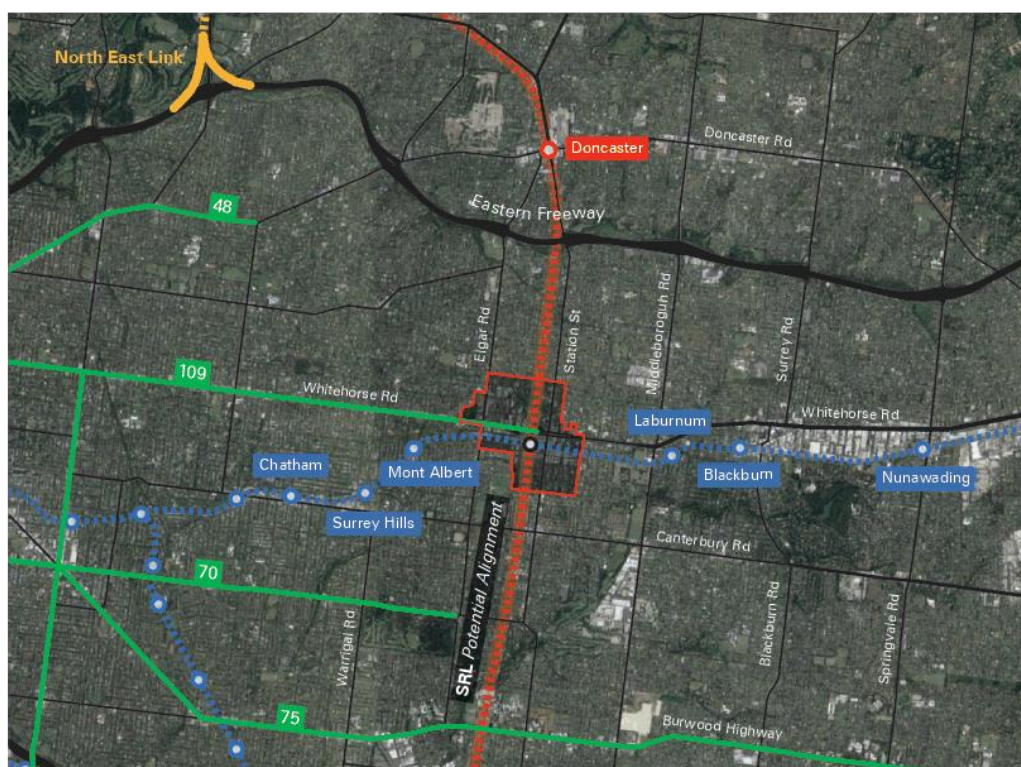 North East Link
Doncaster Rd
Doncaster
48
Eastern Freeway
Elgar Rd
Station St
Middleboroguh Rd
Surrey Rd
109
Whitehorse Rd
Whitehorse Rd
Laburnum
Chatham
Mont Albert
Blackburn
Nunawading
Surrey Hills
SRL Potential Alignment
Canterbury Rd
70
Warrigal Rd
Blackburn Rd
Springvale Rd
75
Burwood Highway